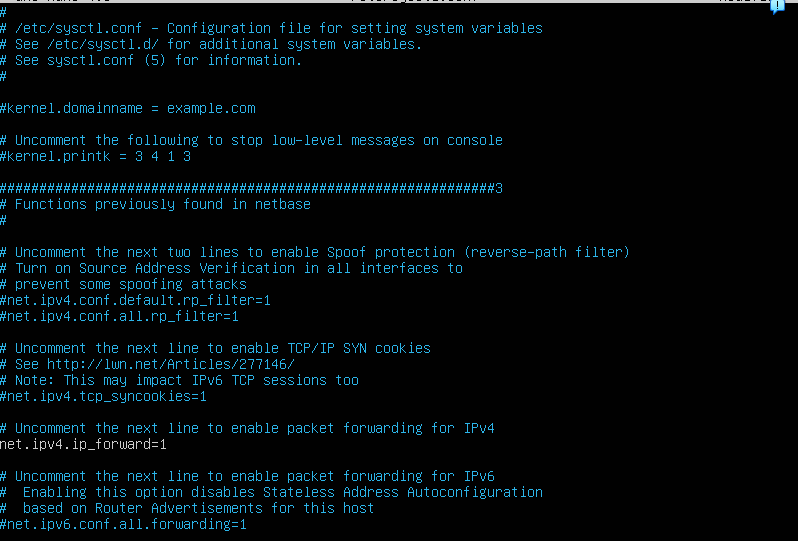 #
# /etc/sysctl.conf - Configuration file for setting system variables
# See /etc/sysctl.d/ for additional system variables.
# See sysctl.conf (5) for information.
#
#kernel.domainname = example.com
# Uncomment the following to stop low-level messages on console
#kernel.printk = 3 4 1 3
##############################################################3
# Functions previously found in netbase
#
# Uncomment the next two lines to enable Spoof protection (reverse-path filter)
# Turn on Source Address Verification in all interfaces to
# prevent some spoofing attacks
#net.ipv4.conf.default.rp_filter=1
#net.ipv4.conf.all.rp_filter=1
# Uncomment the next line to enable TCP/IP SYN cookies
# See http://lwn.net/Articles/277146/
# Note: This may impact IPv6 TCP sessions too
#net.ipv4.tcp_syncookies=1
# Uncomment the next line to enable packet forwarding for IPv4
net.ipv4.ip_forward=1
# Uncomment the next line to enable packet forwarding for IPv6
#  Enabling this option disables Stateless Address Autoconfiguration
#  based on Router Advertisements for this host
#net.ipv6.conf.all.forwarding=1